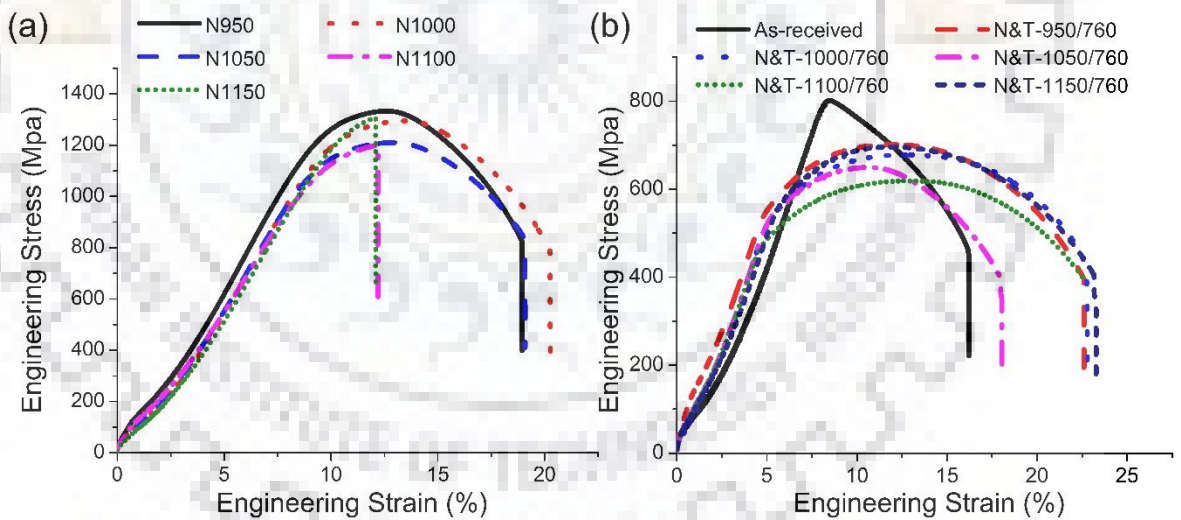 (a)
N950
N1000
N1050
N1100
N1150
1400
1200
1000
800
600
400
200
0
Engineering Stress (Mpa)
0 5 10 15 20
Engineering Strain (%)
(b)
As-received
N&T-950/760
N&T-1000/760
N&T-1050/760
N&T-1100/760
N&T-1150/760
800
600
400
200
0
Engineering Stress (Mpa)
0 5 10 15 20 25
Engineering Strain (%)